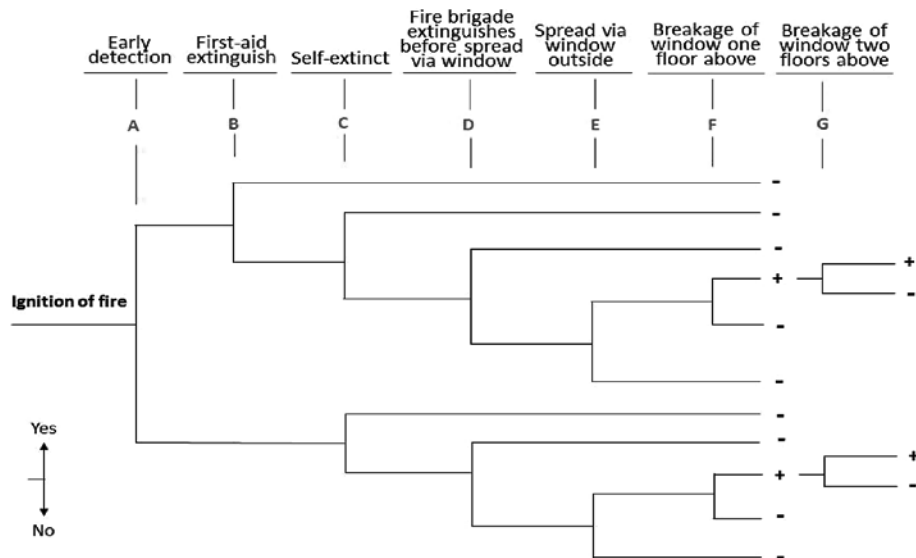 Early
detection
First-aid
extinguish
Self-extinct
Fire brigade
extinguishes
before spread
via window
Spread via
window
outside
Breakage of
window one
floor above
Breakage of
window two
floors above
A
B
C
D
E
F
G
-
-
-
+
-
-
+
-
Ignition of fire
-
-
+
-
-
+
-
Yes
No